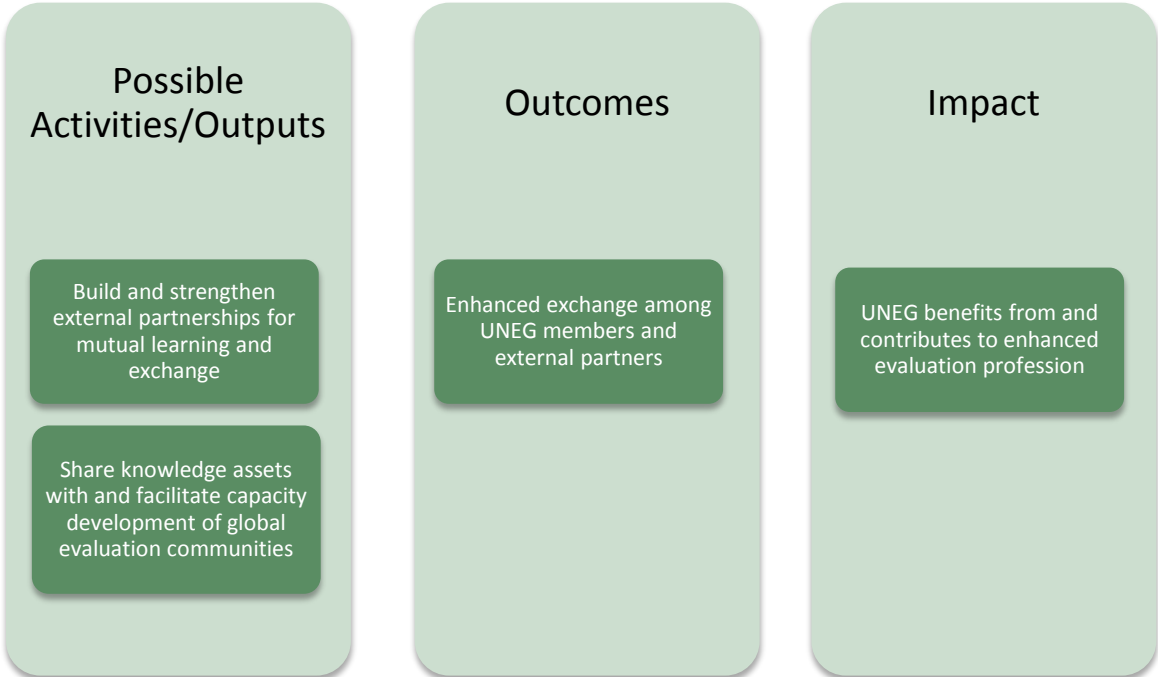 Possible
Activities/Outputs
Build and strengthen
external partnerships for
mutual learning and
exchange
Share knowledge assets
with and facilitate capacity
development of global
evaluation communities
Outcomes
Enhanced exchange among
UNEG members and
external partners
Impact
UNEG benefits from and
contributes to enhanced
evaluation profession